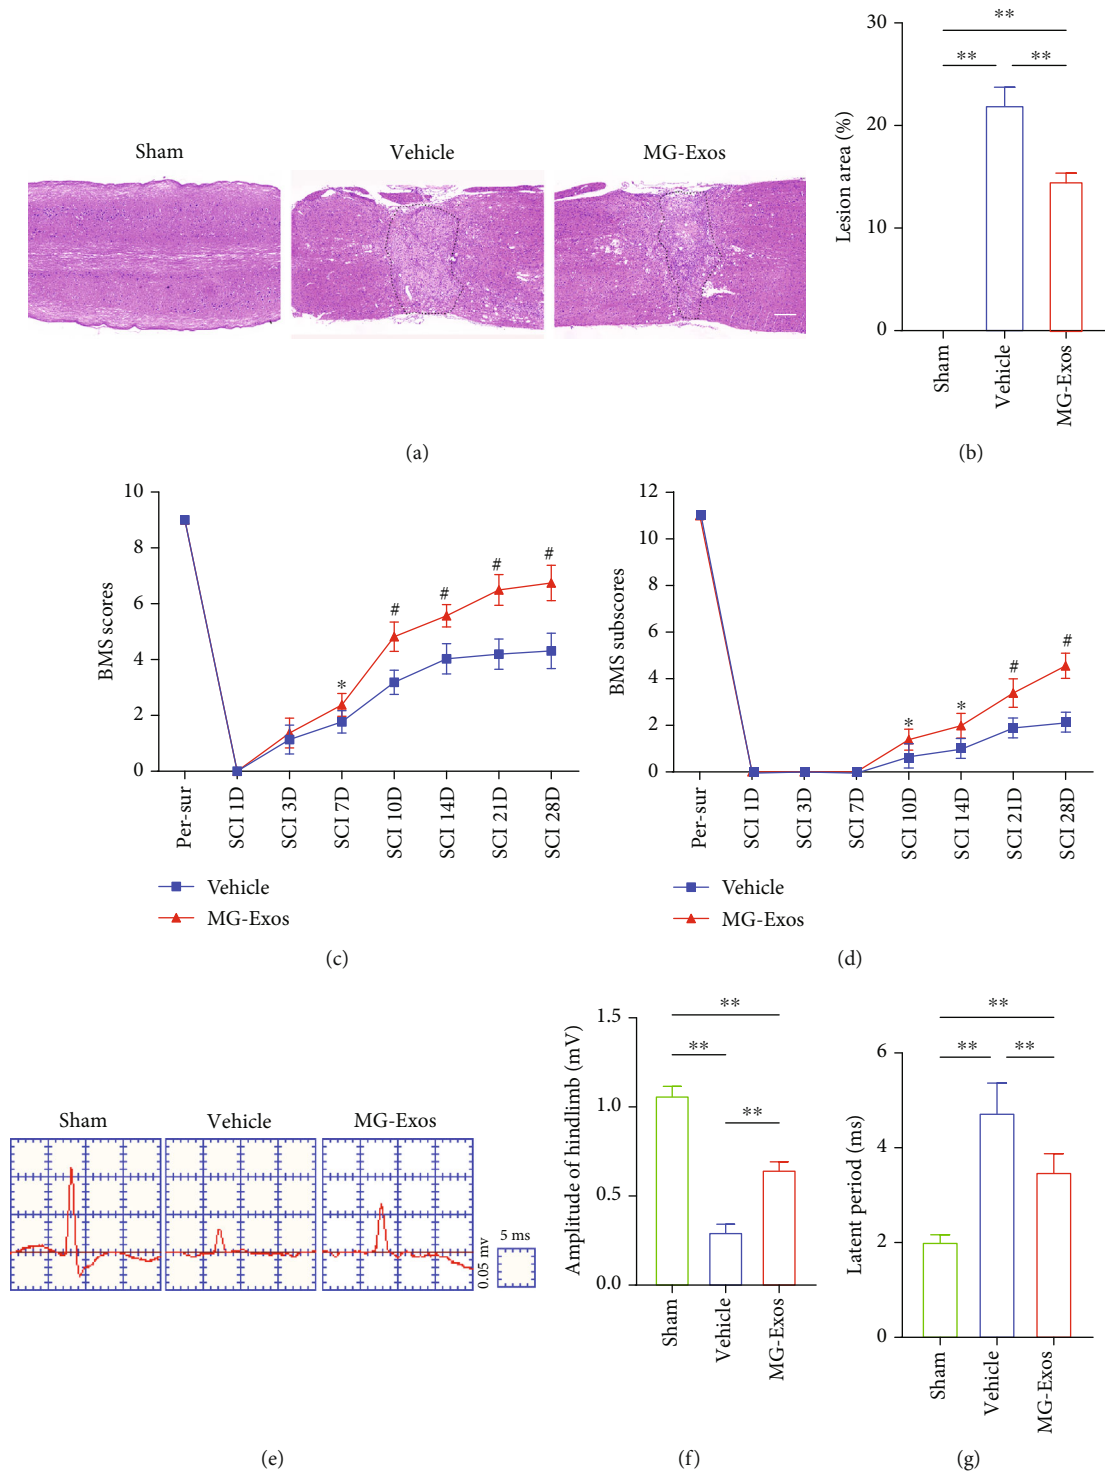 Sham
Vehicle
MG-Exos
(a)
Lesion area (%)
30
20
10
0
**
**
**
Sham
Vehicle
MG-Exos
(b)
BMS scores
10
8
6
4
2
0
*
#
#
#
#
Per-sur
SCI 1D
SCI 3D
SCI 7D
SCI 10D
SCI 14D
SCI 21D
SCI 28D
Vehicle
MG-Exos
(c)
BMS subscores
12
10
8
6
4
2
0
*
*
#
#
Per-sur
SCI 1D
SCI 3D
SCI 7D
SCI 10D
SCI 14D
SCI 21D
SCI 28D
Vehicle
MG-Exos
(d)
Sham
Vehicle
MG-Exos
0.05 mv
5 ms
(e)
Amplitude of hindlimb (mV)
1.5
1.0
0.5
0.0
**
**
**
Sham
Vehicle
MG-Exos
(f)
Latent period (ms)
6
4
2
0
**
**
**
Sham
Vehicle
MG-Exos
(g)